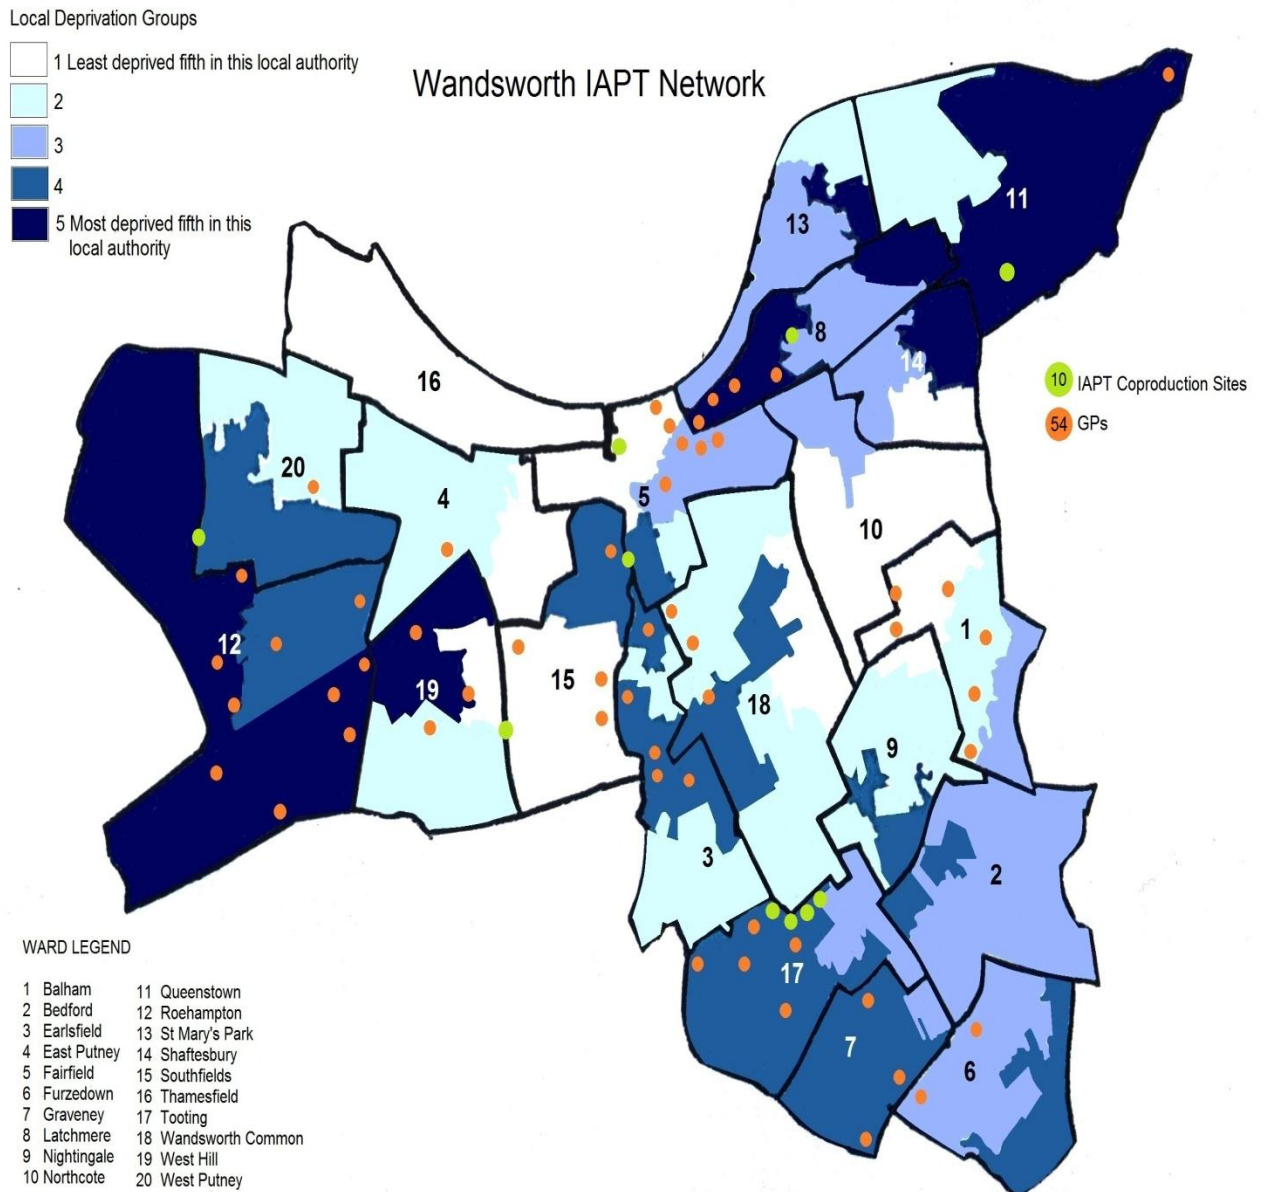 Local Deprivation Groups
1 Least deprived fifth in this local authority
2
3
4
5 Most deprived fifth in this
local authority
Wandsworth IAPT Network
11
13
8
14
16
10 IAPT Coproduction Sites
54 GPs
20
4
5
10
12
19
15
18
1
9
3
2
17
7
6
WARD LEGEND
1 Balham
2 Bedford
3 Earlsfield
4 East Putney
5 Fairfield
6 Furzedown
7 Graveney
8 Latchmere
9 Nightingale
10 Northcote
11 Queenstown
12 Roehampton
13 St Mary's Park
14 Shaftesbury
15 Southfields
16 Thamesfield
17 Tooting
18 Wandsworth Common
19 West Hill
20 West Putney